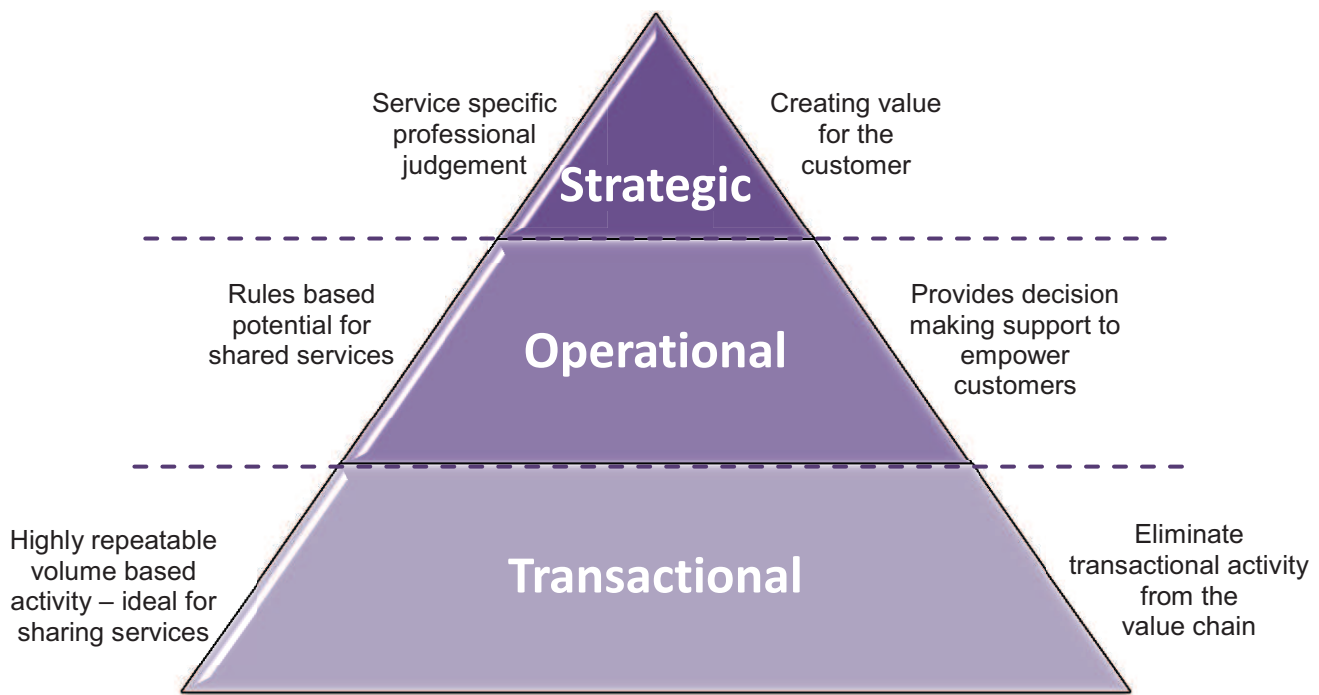 Service specific
professional
judgement
Creating value
for the
customer
Strategic
Rules based
potential for
shared services
Operational
Provides decision
making support to
empower
customers
Highly repeatable
volume based
activity – ideal for
sharing services
Transactional
Eliminate
transactional activity
from the
value chain